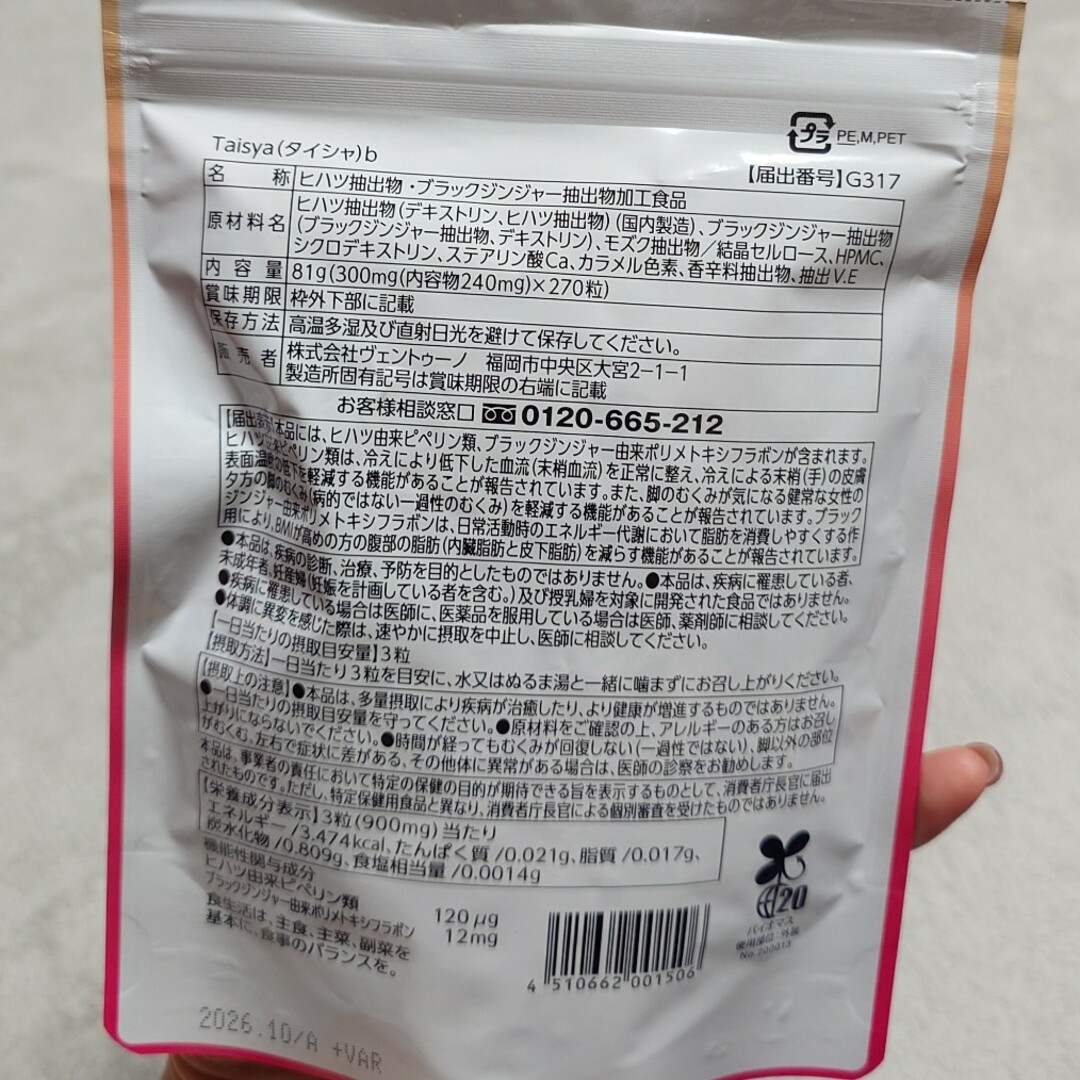 プラ PE,M,PET
Taisya(タイシャ)b
【届出番号】G317
名称 ヒハツ抽出物・ブラックジンジャー抽出物加工食品
原材料名 ヒハツ抽出物(デキストリン、ヒハツ抽出物)(国内製造)、ブラックジンジャー抽出物
(ブラックジンジャー抽出物、デキストリン)、モズク抽出物/結晶セルロース、HPMC、
シクロデキストリン、ステアリン酸Ca、カラメル色素、香辛料抽出物、抽出V.E
内容量 81g(300mg(内容物240mg)×270粒)
賞味期限 枠外下部に記載
保存方法 高温多湿及び直射日光を避けて保存してください。
販売者 株式会社ヴェントゥーノ 福岡市中央区大宮2-1-1
製造所固有記号は賞味期限の右端に記載
お客様相談窓口 0120-665-212
【届出表示】本品には、ヒハツ由来ピペリン類、ブラックジンジャー由来ポリメトキシフラボンが含まれます。
ヒハツ由来ピペリン類は、冷えにより低下した血流(末梢血流)を正常に整え、冷えによる末梢(手)の皮膚
表面温度の低下を軽減する機能があることが報告されています。また、脚のむくみが気になる健常な女性の
夕方の脚のむくみ(病的ではない一過性のむくみ)を軽減する機能があることが報告されています。ブラック
ジンジャー由来ポリメトキシフラボンは、日常活動時のエネルギー代謝において脂肪を消費しやすくする作
用により、BMIが高めの方の腹部の脂肪(内臓脂肪と皮下脂肪)を減らす機能があることが報告されています。
●本品は、疾病の診断、治療、予防を目的としたものではありません。●本品は、疾病に罹患している者、
未成年者、妊産婦(妊娠を計画している者を含む。)及び授乳婦を対象に開発された食品ではありません。
●疾病に罹患している場合は医師に、医薬品を服用している場合は医師、薬剤師に相談してください。
●体調に異変を感じた際は、速やかに摂取を中止し、医師に相談してください。
【一日当たりの摂取目安量】3粒
【摂取方法】一日当たり3粒を目安に、水又はぬるま湯と一緒に噛まずにお召し上がりください。
【摂取上の注意】●本品は、多量摂取により疾病が治癒したり、より健康が増進するものではありません。
●一日当たりの摂取目安量を守ってください。●原材料をご確認の上、アレルギーのある方はお召し
上がりにならないでください。●時間が経ってもむくみが回復しない(一過性ではない)、脚以外の部位
がむくむ、左右で症状に差がある、その他体に異常がある場合は、医師の診察をお勧めします。
本品は、事業者の責任において特定の保健の目的が期待できる旨を表示するものとして、消費者庁長官に届出
されたものです。ただし、特定保健用食品と異なり、消費者庁長官による個別審査を受けたものではありません。
【栄養成分表示】3粒(900mg)当たり
エネルギー/3.474kcal、たんぱく質/0.021g、脂質/0.017g、
炭水化物/0.809g、食塩相当量/0.0014g
機能性関与成分
ヒハツ由来ピペリン類 120μg
ブラックジンジャー由来ポリメトキシフラボン 12mg
食生活は、主食、主菜、副菜を
基本に、食事のバランスを。
20
バイオマス
使用部位:外装
No.200013
4 510662 001506
2026.10/A +VAR